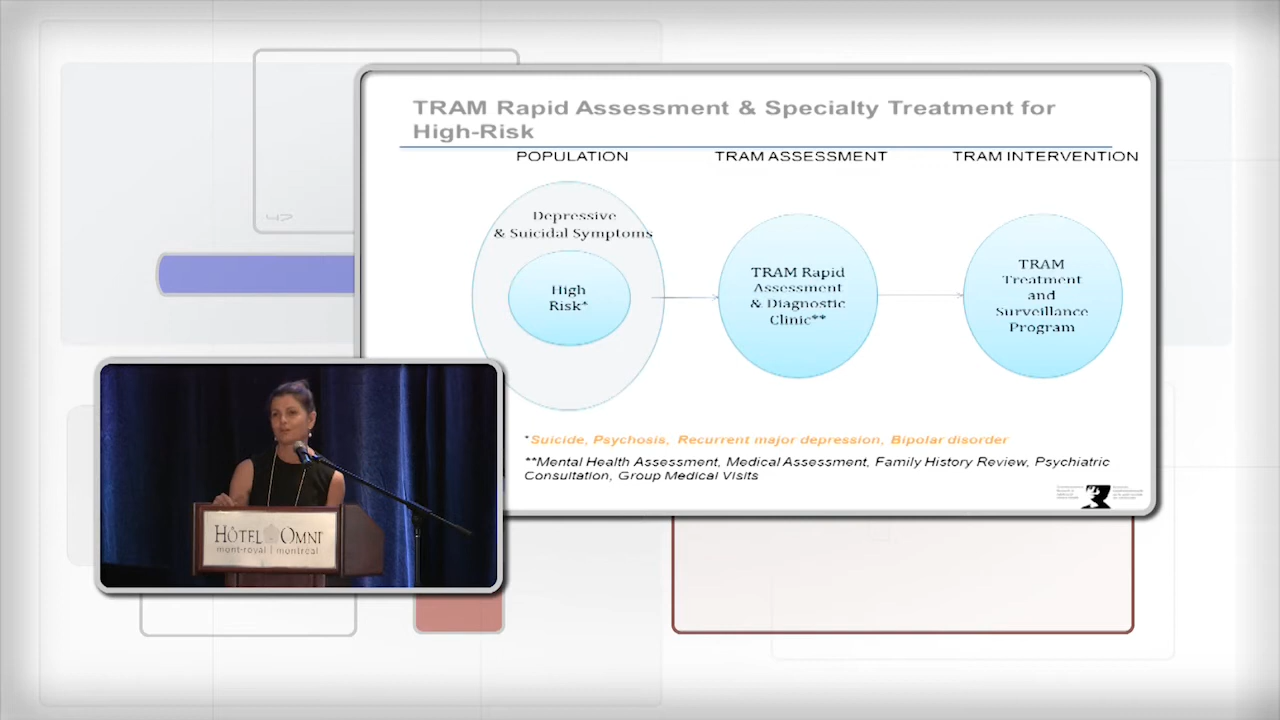 TRAM Rapid Assessment & Specialty Treatment for
High-Risk
POPULATION
TRAM ASSESSMENT
TRAM INTERVENTION
Depressive
& Suicidal Symptoms
High
Risk*
TRAM Rapid
Assessment
& Diagnostic
Clinic**
TRAM
Treatment
and
Surveillance
Program
*Suicide, Psychosis, Recurrent major depression, Bipolar disorder
**Mental Health Assessment, Medical Assessment, Family History Review, Psychiatric
Consultation, Group Medical Visits
HÔTEL OMNI
mont-royal | montreal
47